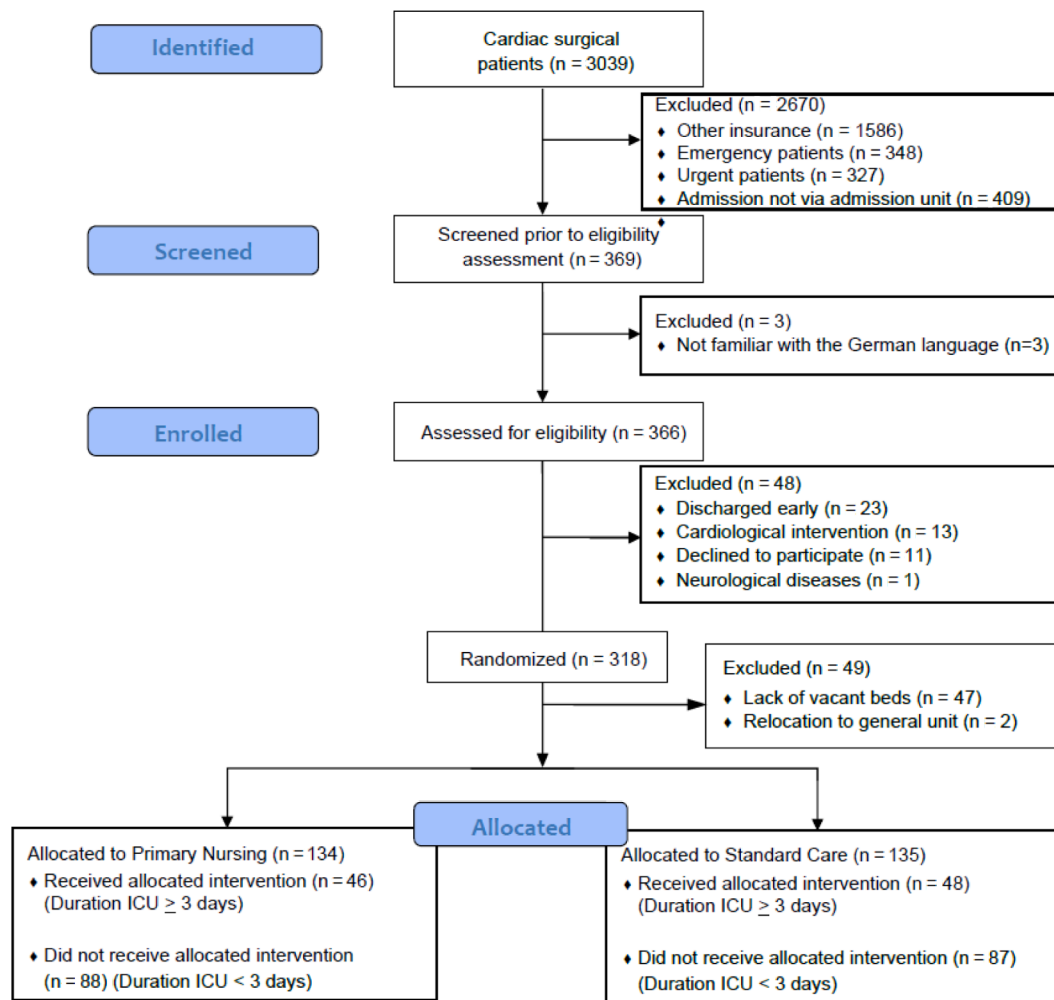 Identified
Cardiac surgical
patients (n = 3039)
Excluded (n = 2670)
♦ Other insurance (n = 1586)
♦ Emergency patients (n = 348)
♦ Urgent patients (n = 327)
♦ Admission not via admission unit (n = 409)
♦
Screened
Screened prior to eligibility
assessment (n = 369)
Excluded (n = 3)
♦ Not familiar with the German language (n=3)
Enrolled
Assessed for eligibility (n = 366)
Excluded (n = 48)
♦ Discharged early (n = 23)
♦ Cardiological intervention (n = 13)
♦ Declined to participate (n = 11)
♦ Neurological diseases (n = 1)
Randomized (n = 318)
Excluded (n = 49)
♦ Lack of vacant beds (n = 47)
♦ Relocation to general unit (n = 2)
Allocated
Allocated to Primary Nursing (n = 134)
♦ Received allocated intervention (n = 46)
(Duration ICU ≥ 3 days)
♦ Did not receive allocated intervention
(n = 88) (Duration ICU < 3 days)
Allocated to Standard Care (n = 135)
♦ Received allocated intervention (n = 48)
(Duration ICU ≥ 3 days)
♦ Did not receive allocated intervention (n = 87)
(Duration ICU < 3 days)